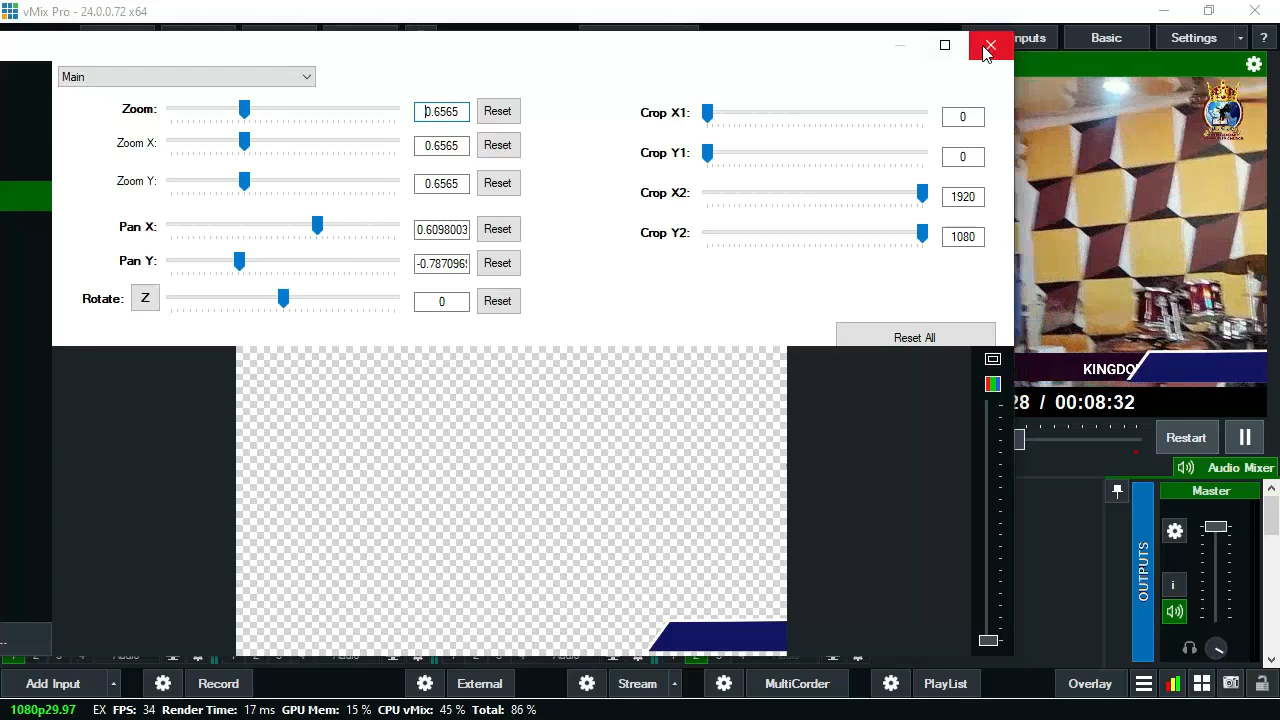 vMix Pro - 24.0.0.72 x64
nputs
Basic
Settings
?
Main
Zoom:
0.6565
Reset
Zoom X:
0.6565
Reset
Zoom Y:
0.6565
Reset
Pan X:
0.6098003
Reset
Pan Y:
-0.787096
Reset
Rotate:
Z
0
Reset
Crop X1:
0
Crop Y1:
0
Crop X2:
1920
Crop Y2:
1080
Reset All
KINGDO
28 / 00:08:32
Restart
Audio Mixer
Master
OUTPUTS
i
Add Input
Record
External
Stream
MultiCorder
PlayList
Overlay
1080p29.97 EX FPS: 34 Render Time: 17 ms GPU Mem: 15 % CPU vMix: 45 % Total: 86 %